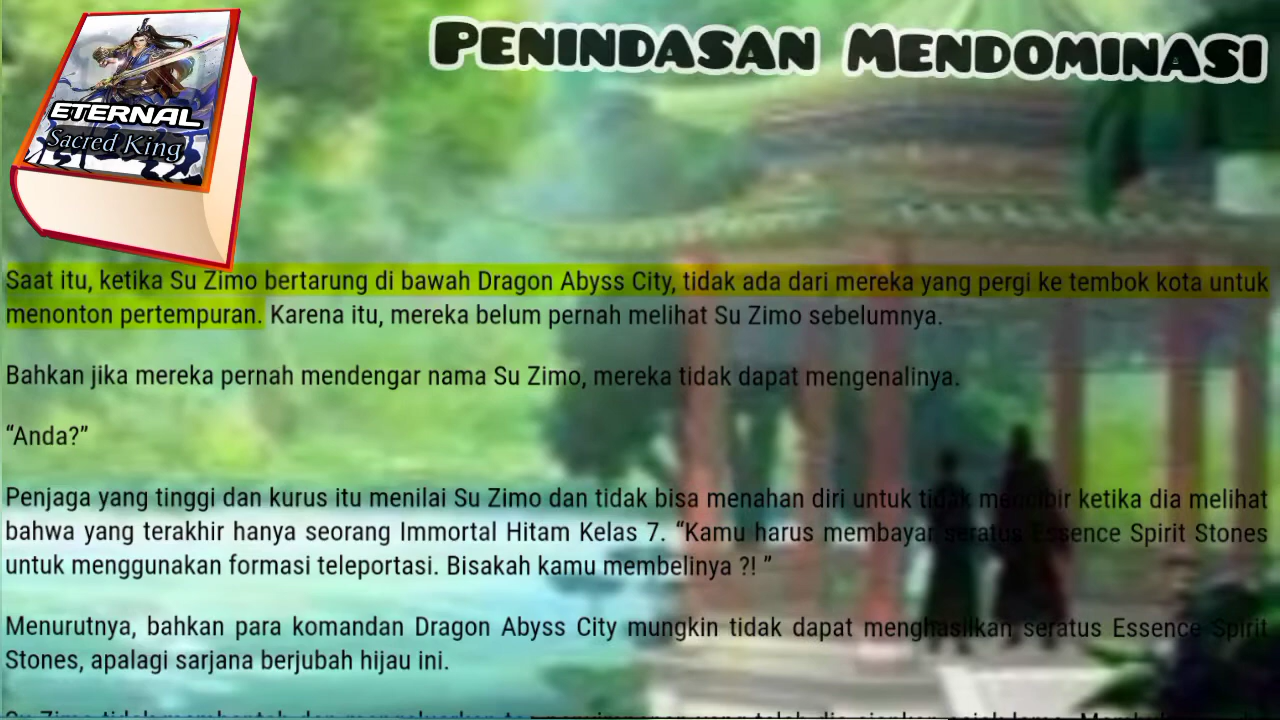 PENINDASAN MENDOMINASI
ETERNAL
Sacred King
Saat itu, ketika Su Zimo bertarung di bawah Dragon Abyss City, tidak ada dari mereka yang pergi ke tembok kota untuk
menonton pertempuran. Karena itu, mereka belum pernah melihat Su Zimo sebelumnya.
Bahkan jika mereka pernah mendengar nama Su Zimo, mereka tidak dapat mengenalinya.
“Anda?”
Penjaga yang tinggi dan kurus itu menilai Su Zimo dan tidak bisa menahan diri untuk tidak mencibir ketika dia melihat
bahwa yang terakhir hanya seorang Immortal Hitam Kelas 7. “Kamu harus membayar seratus Essence Spirit Stones
untuk menggunakan formasi teleportasi. Bisakah kamu membelinya ?! ”
Menurutnya, bahkan para komandan Dragon Abyss City mungkin tidak dapat menghasilkan seratus Essence Spirit
Stones, apalagi sarjana berjubah hijau ini.